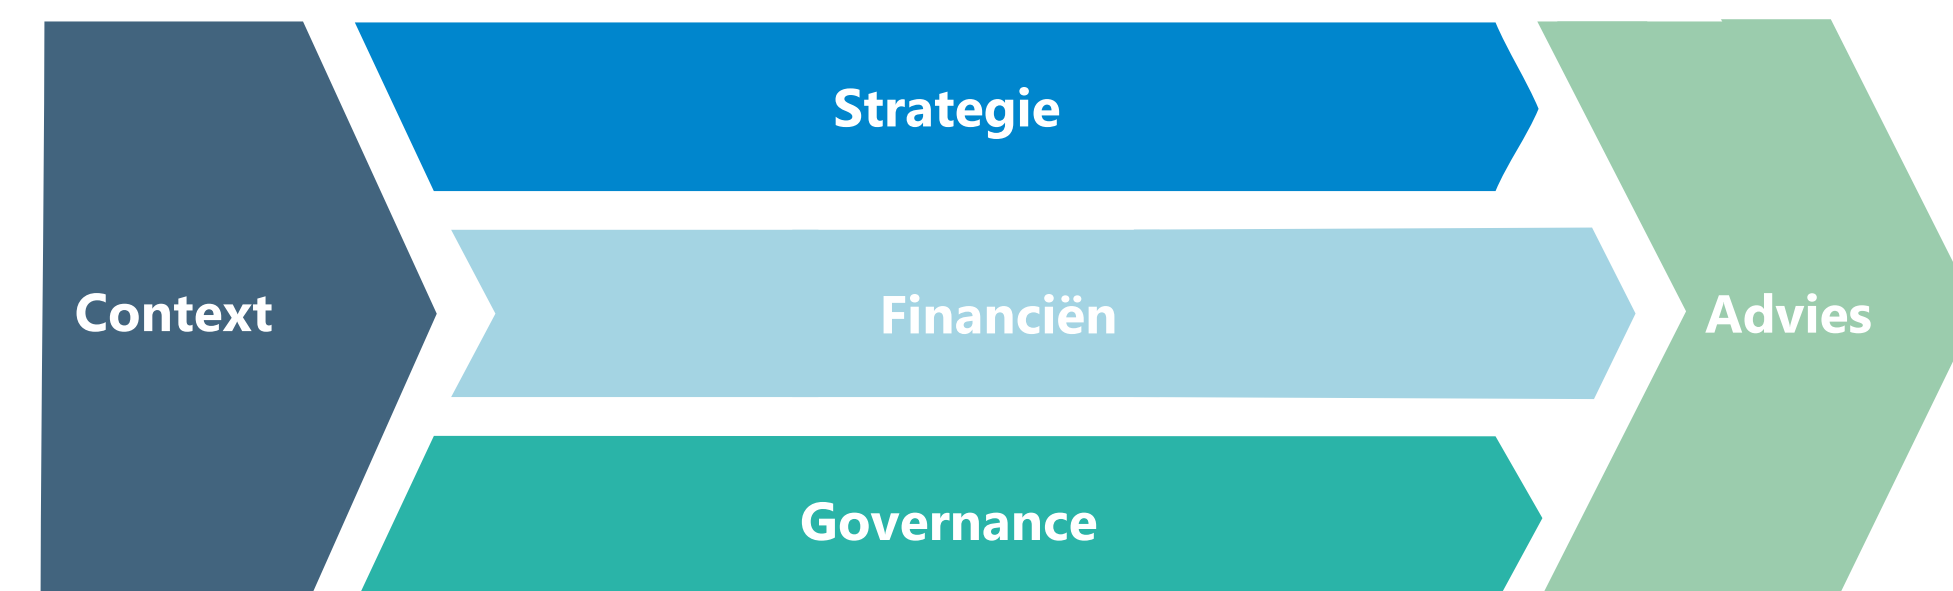 Context
Strategie
Financiën
Governance
Advies